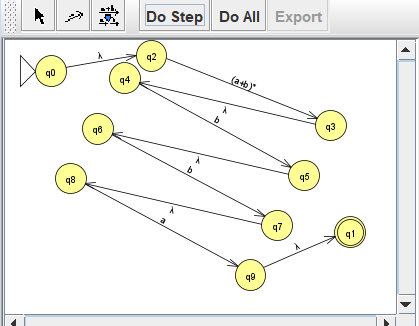 Do Step Do All Export
λ
q0
q2
q4
(a+b)*
λ
b
q3
q6
λ
b
q5
q8
λ
a
q7
q1
λ
q9